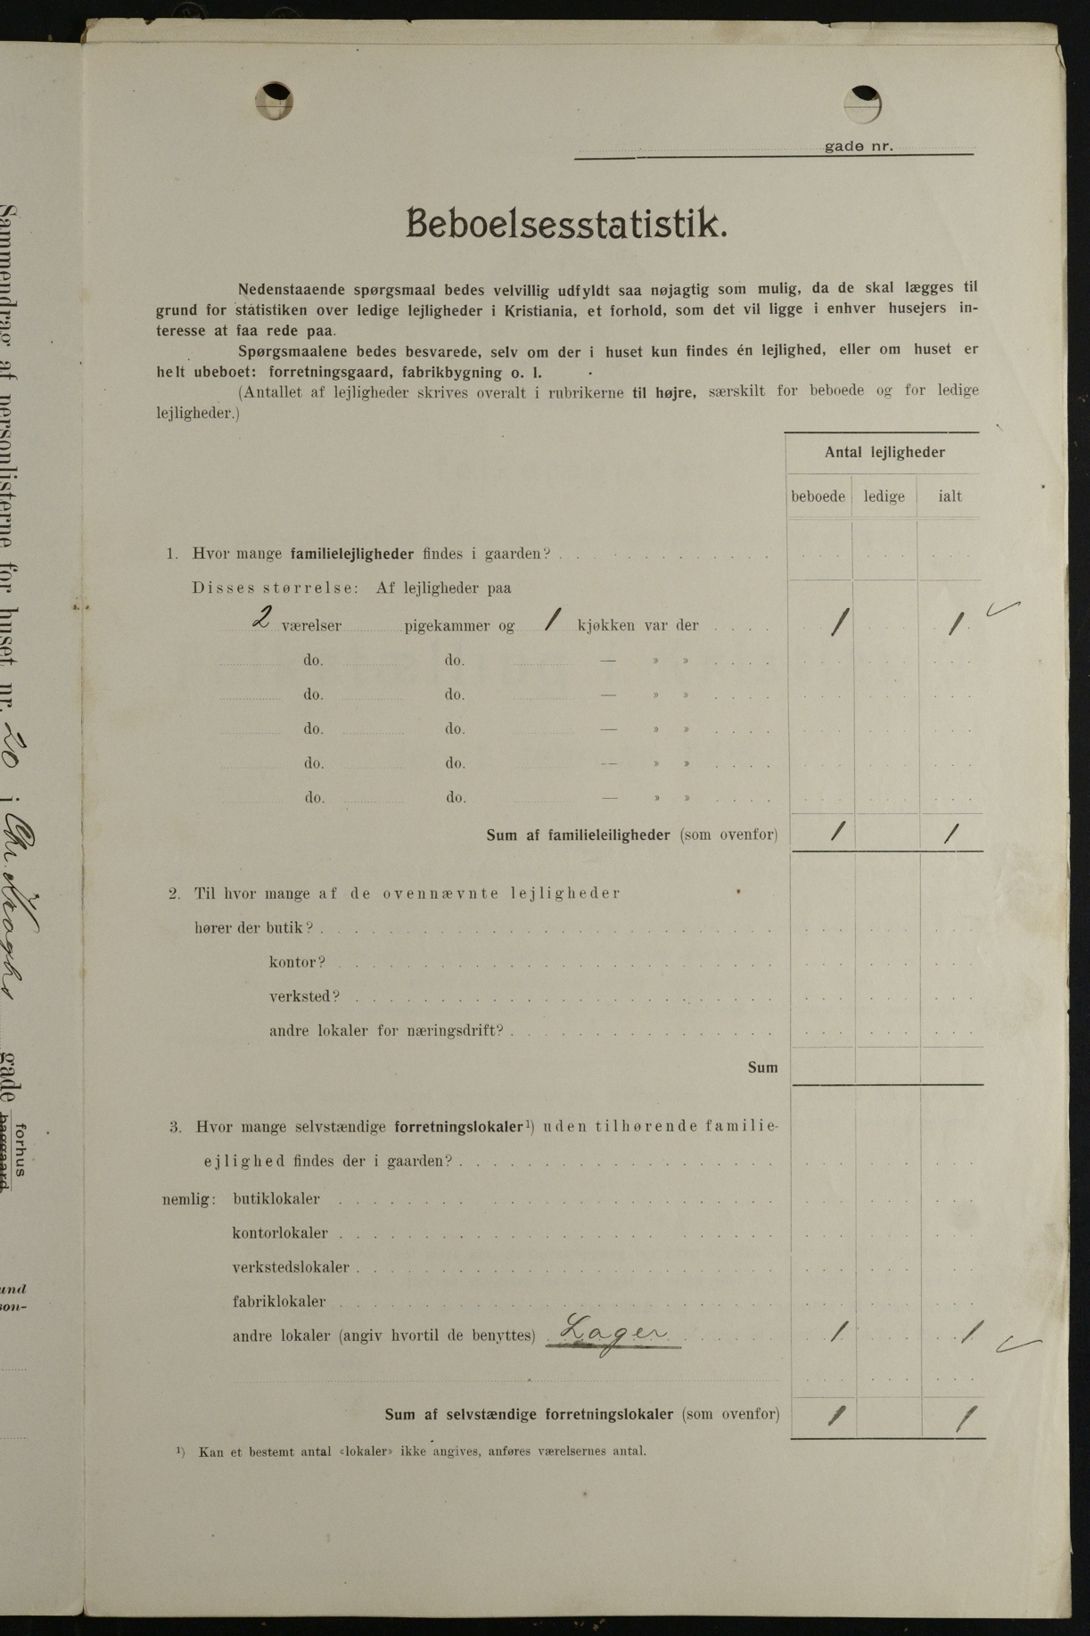 Sammendrag af personlisterne for huset nr. 20 i Chr. Kroghs gade forhus
baggaard
gade nr.
Beboelsesstatistik.
Nedenstaaende spørgsmaal bedes velvillig udfyldt saa nøjagtig som mulig, da de skal lægges til
grund for statistiken over ledige lejligheder i Kristiania, et forhold, som det vil ligge i enhver husejers in-
teresse at faa rede paa.
Spørgsmaalene bedes besvarede, selv om der i huset kun findes én lejlighed, eller om huset er
helt ubeboet: forretningsgaard, fabrikbygning o. l.
(Antallet af lejligheder skrives overalt i rubrikerne til højre, særskilt for beboede og for ledige
lejligheder.)
Antal lejligheder
beboede ledige ialt
1. Hvor mange familielejligheder findes i gaarden?
Disses størrelse: Af lejligheder paa
2 værelser pigekammer og 1 kjøkken var der 1 1
do. do. — » »
do. do. — » »
do. do. — » »
do. do. — » »
do. do. — » »
Sum af familieleiligheder (som ovenfor) 1 1
2. Til hvor mange af de ovennævnte lejligheder
hører der butik?
kontor?
verksted?
andre lokaler for næringsdrift?
Sum
3. Hvor mange selvstændige forretningslokaler¹) uden tilhørende familie-
ejlighed findes der i gaarden?
nemlig: butiklokaler
kontorlokaler
verkstedslokaler
fabriklokaler
andre lokaler (angiv hvortil de benyttes) Lager 1 1
Sum af selvstændige forretningslokaler (som ovenfor) 1 1
¹) Kan et bestemt antal «lokaler» ikke angives, anføres værelsernes antal.